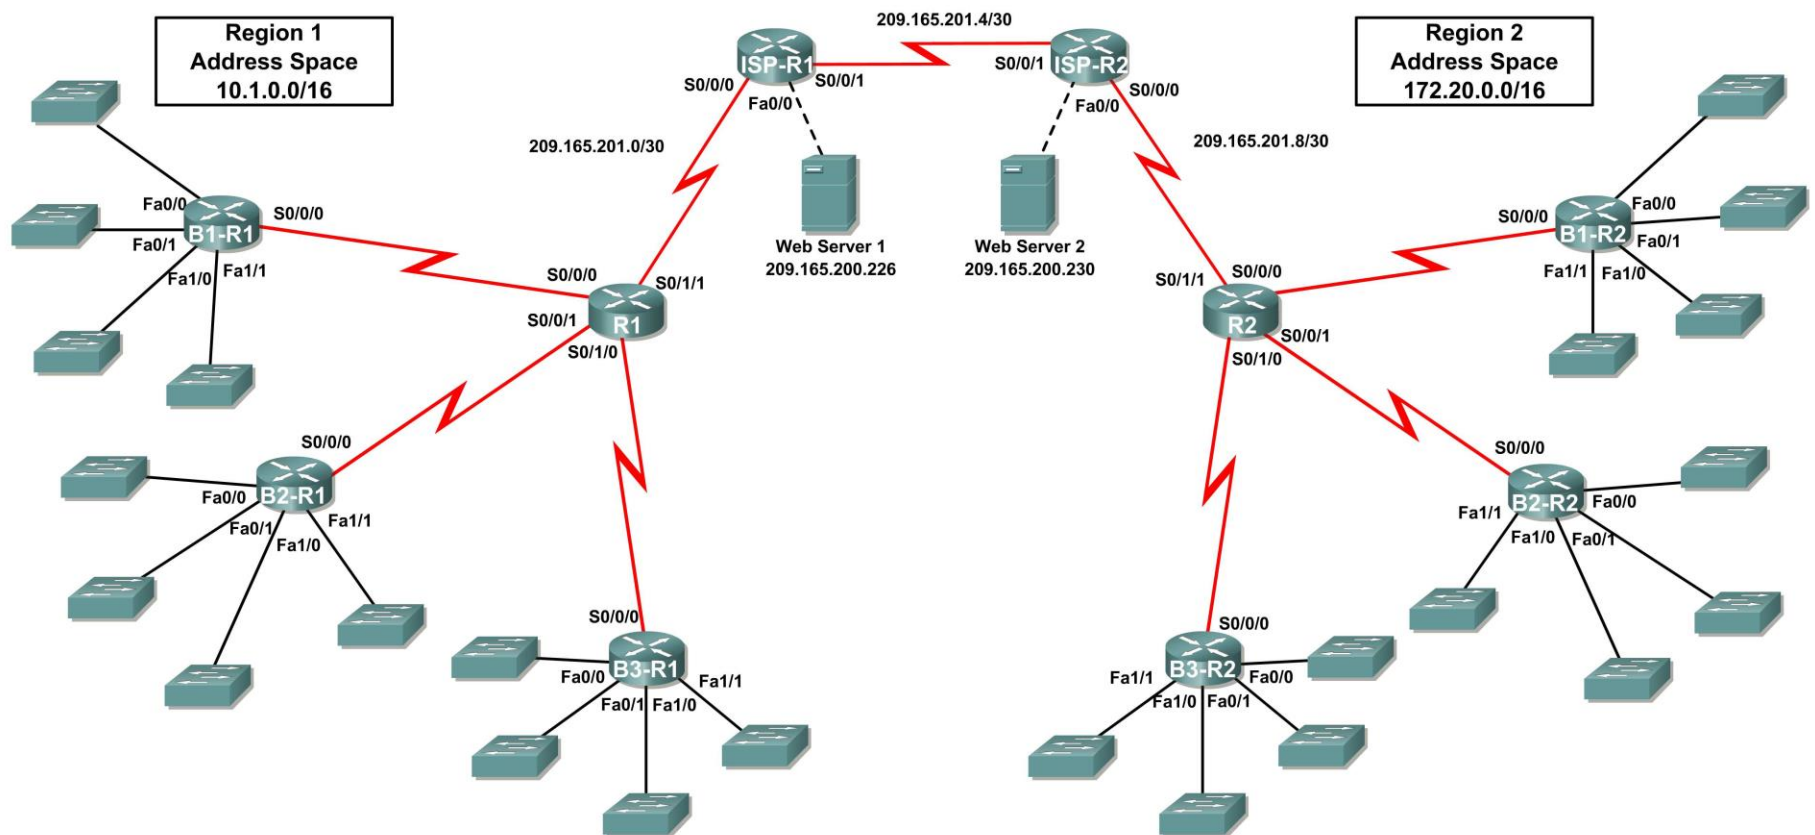 Region 1
Address Space
10.1.0.0/16
209.165.201.4/30
Region 2
Address Space
172.20.0.0/16
ISP-R1
S0/0/0
S0/0/1
Fa0/0
ISP-R2
S0/0/1
S0/0/0
Fa0/0
209.165.201.0/30
209.165.201.8/30
Web Server 1
209.165.200.226
Web Server 2
209.165.200.230
Fa0/0
S0/0/0
B1-R1
Fa0/1
Fa1/0
Fa1/1
S0/0/0
S0/1/1
S0/0/1
R1
S0/1/0
S0/1/1
S0/0/0
R2
S0/0/1
S0/1/0
S0/0/0
Fa0/0
B1-R2
Fa0/1
Fa1/1
Fa1/0
S0/0/0
B2-R1
Fa0/0
Fa0/1
Fa1/1
Fa1/0
S0/0/0
B2-R2
Fa0/0
Fa1/1
Fa1/0
Fa0/1
S0/0/0
B3-R1
Fa0/0
Fa1/1
Fa0/1
Fa1/0
S0/0/0
B3-R2
Fa1/1
Fa0/0
Fa1/0
Fa0/1